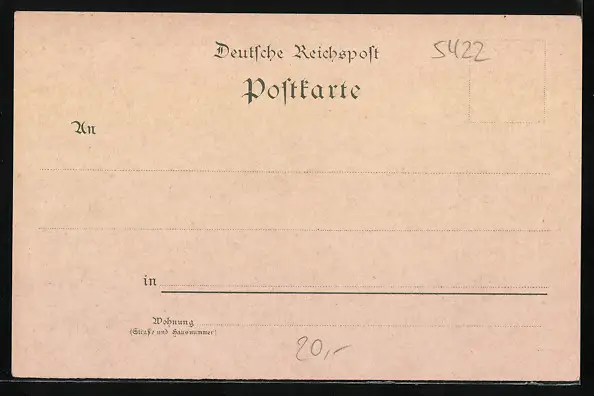 Deutsche Reichspost
5422
Postkarte
An
in
Wohnung
(Straße und Hausnummer)
20,-